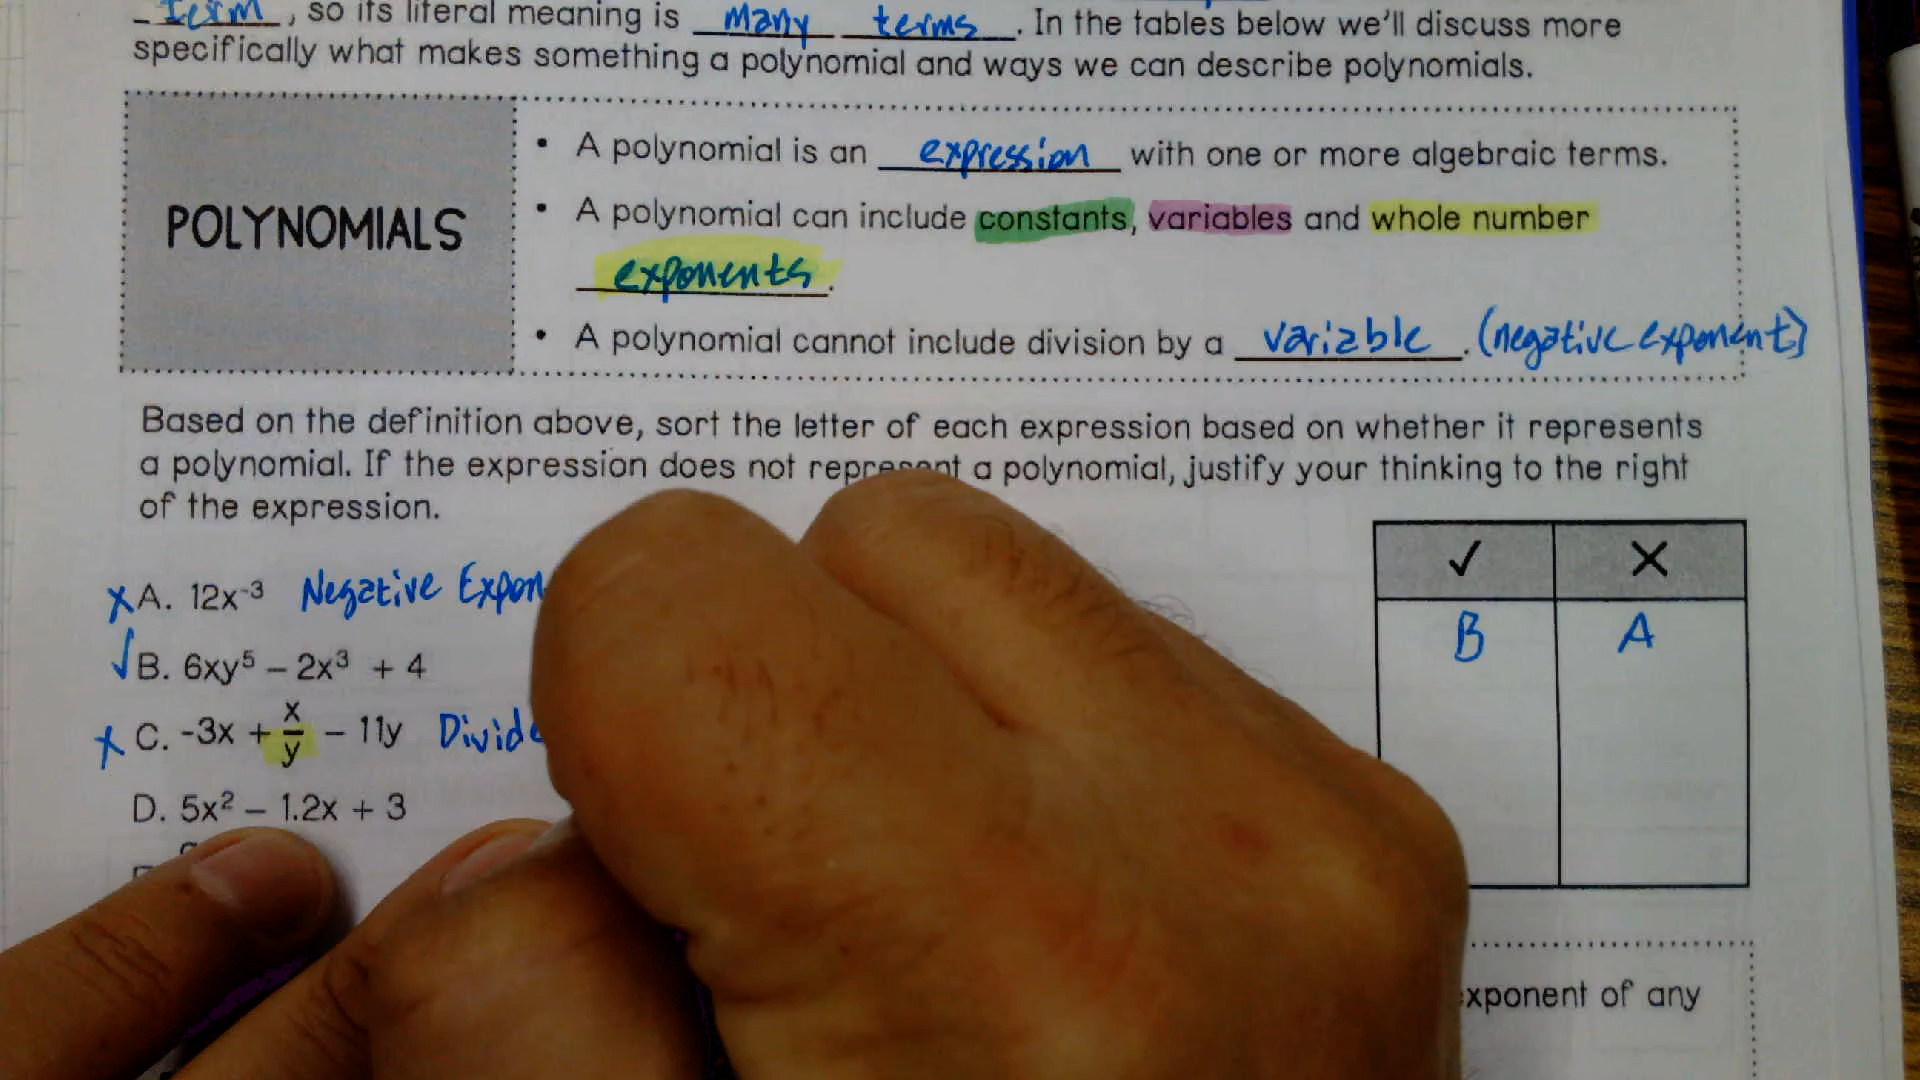 Term, so its literal meaning is many terms. In the tables below we'll discuss more
specifically what makes something a polynomial and ways we can describe polynomials.
POLYNOMIALS
• A polynomial is an expression with one or more algebraic terms.
• A polynomial can include constants, variables and whole number
exponents.
• A polynomial cannot include division by a variable. (negative exponent)
Based on the definition above, sort the letter of each expression based on whether it represents
a polynomial. If the expression does not represent a polynomial, justify your thinking to the right
of the expression.
✓ X
B A
X A. 12x⁻³ Negative Expon
✓ B. 6xy⁵ – 2x³ + 4
X C. -3x + x/y – 11y Divide
D. 5x² – 1.2x + 3
exponent of any